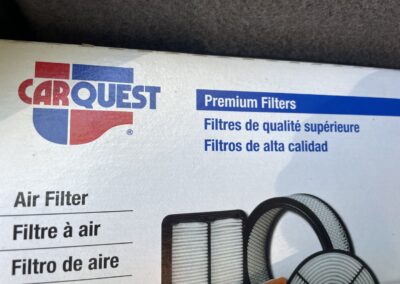 CARQUEST
®
Premium Filters
Filtres de qualité supérieure
Filtros de alta calidad
Air Filter
Filtre à air
Filtro de aire